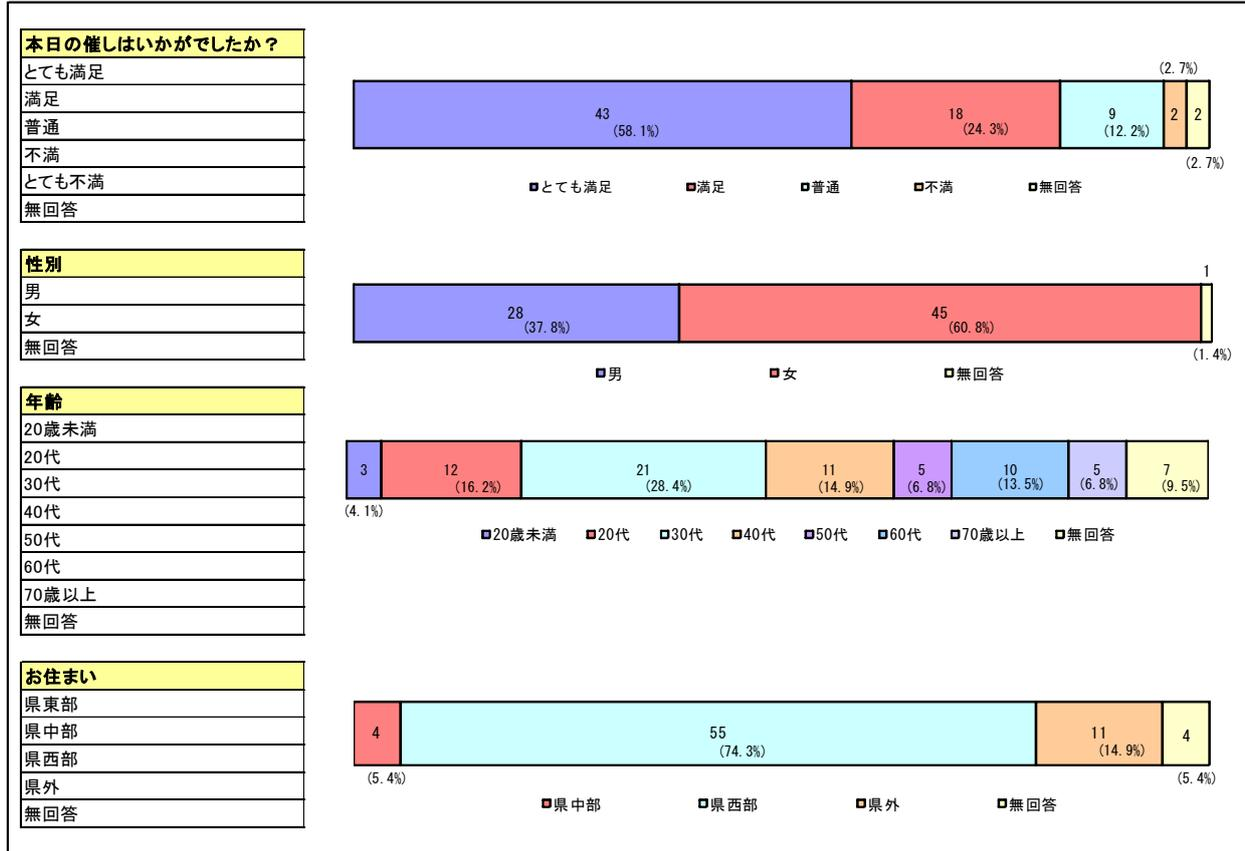 本日の催しはいかがでしたか？
とても満足
満足
普通
不満
とても不満
無回答
(2.7%)
43 18 9 2 2
(58.1%) (24.3%) (12.2%)
(2.7%)
とても満足 満足 普通 不満 無回答
性別
男
女
無回答
1
28 45
(37.8%) (60.8%)
(1.4%)
男 女 無回答
年齢
20歳未満
20代
30代
40代
50代
60代
70歳以上
無回答
3 12 21 11 5 10 5 7
(16.2%) (28.4%) (14.9%) (6.8%) (13.5%) (6.8%) (9.5%)
(4.1%)
20歳未満 20代 30代 40代 50代 60代 70歳以上 無回答
お住まい
県東部
県中部
県西部
県外
無回答
4 55 11 4
(74.3%) (14.9%)
(5.4%) (5.4%)
県中部 県西部 県外 無回答